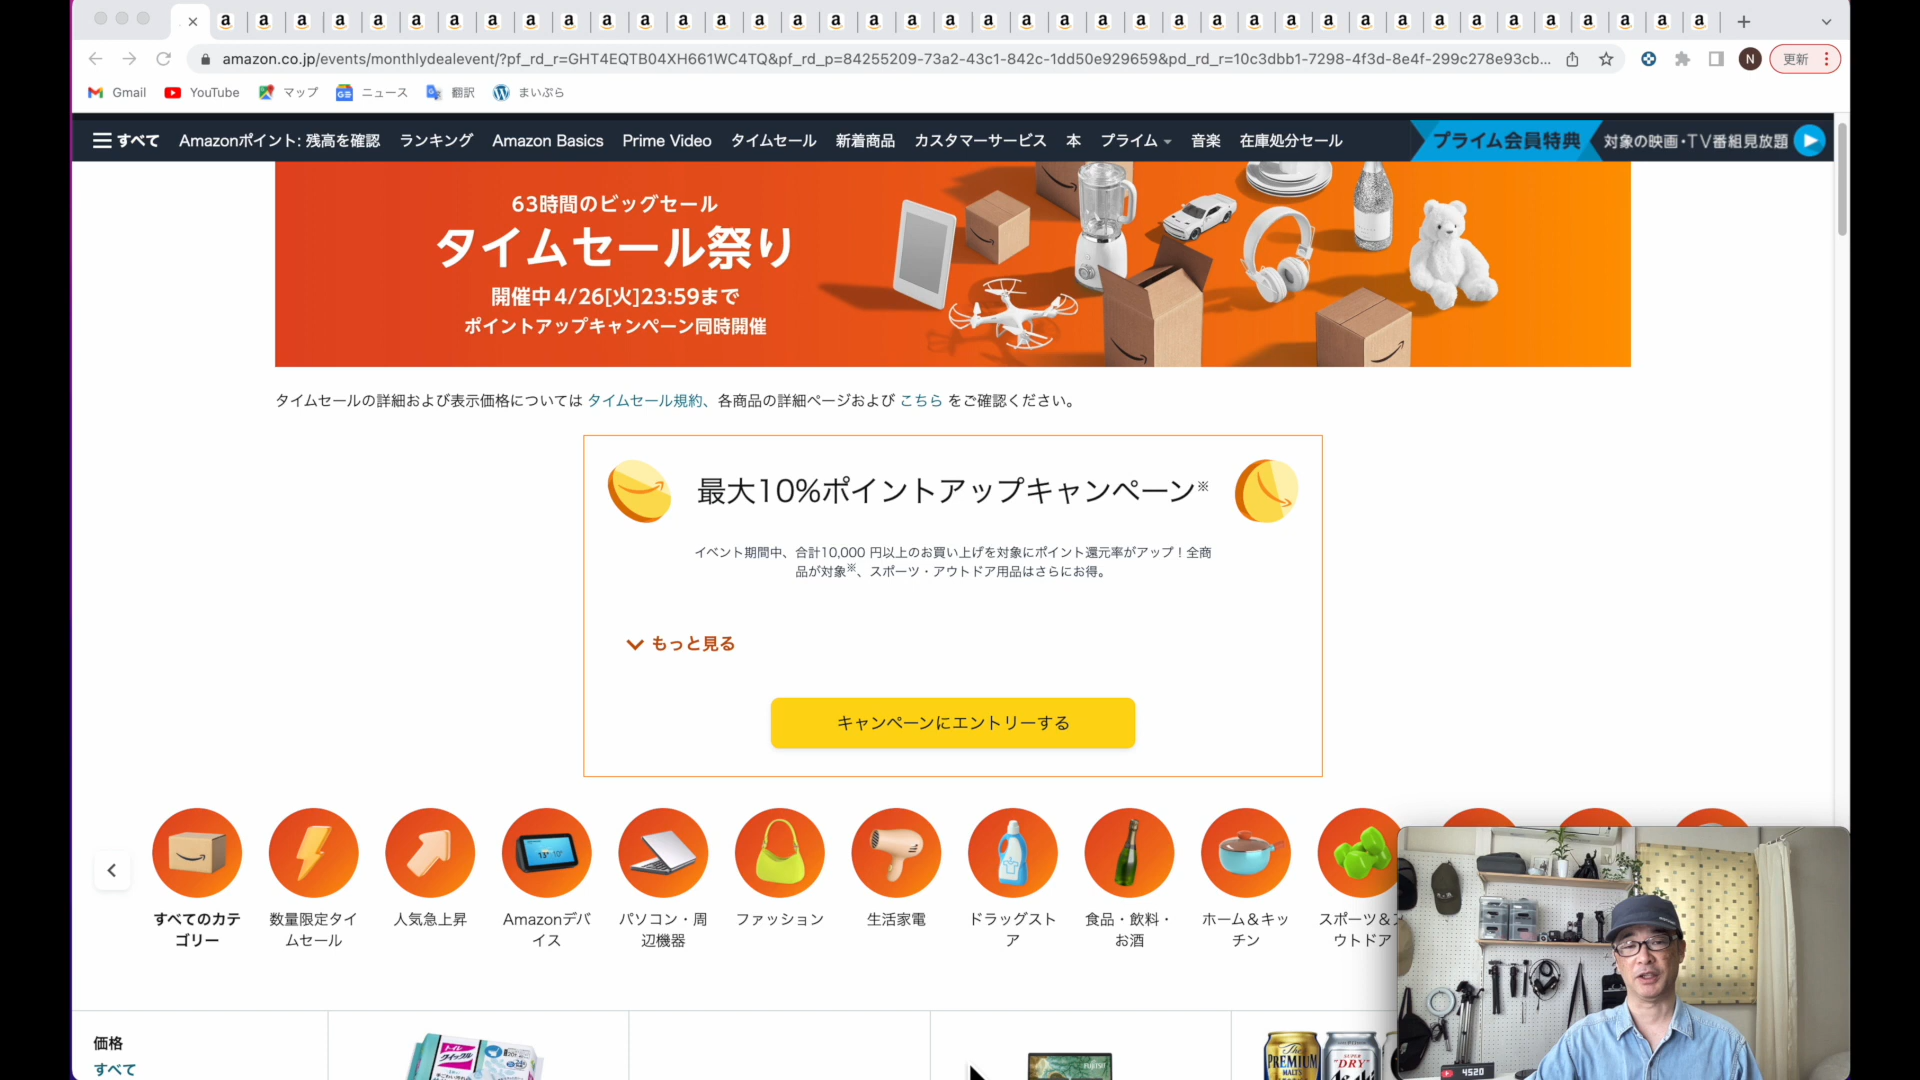 amazon.co.jp/events/monthlydealevent/?pf_rd_r=GHT4EQTB04XH661WC4TQ&pf_rd_p=84255209-73a2-43c1-842c-1dd50e929659&pd_rd_r=10c3dbb1-7298-4f3d-8e4f-299c278e93cb...
N
更新
Gmail
YouTube
マップ
ニュース
翻訳
まいぷら
すべて
Amazonポイント: 残高を確認
ランキング
Amazon Basics
Prime Video
タイムセール
新着商品
カスタマーサービス
本
プライム
音楽
在庫処分セール
プライム会員特典
対象の映画・TV番組見放題
63時間のビッグセール
タイムセール祭り
開催中 4/26[火]23:59まで
ポイントアップキャンペーン同時開催
タイムセールの詳細および表示価格については タイムセール規約、各商品の詳細ページおよび こちら をご確認ください。
最大10%ポイントアップキャンペーン※
イベント期間中、合計10,000 円以上のお買い上げを対象にポイント還元率がアップ！全商
品が対象※、スポーツ・アウトドア用品はさらにお得。
もっと見る
キャンペーンにエントリーする
すべてのカテ
ゴリー
数量限定タイ
ムセール
人気急上昇
Amazonデバ
イス
パソコン・周
辺機器
ファッション
生活家電
ドラッグスト
ア
食品・飲料・
お酒
ホーム＆キッ
チン
スポーツ＆ア
ウトドア
価格
すべて
トイレ
クイックル
The
PREMIUM
MALT'S
SUPER
"DRY"
Asahi
FUJITSU
4520